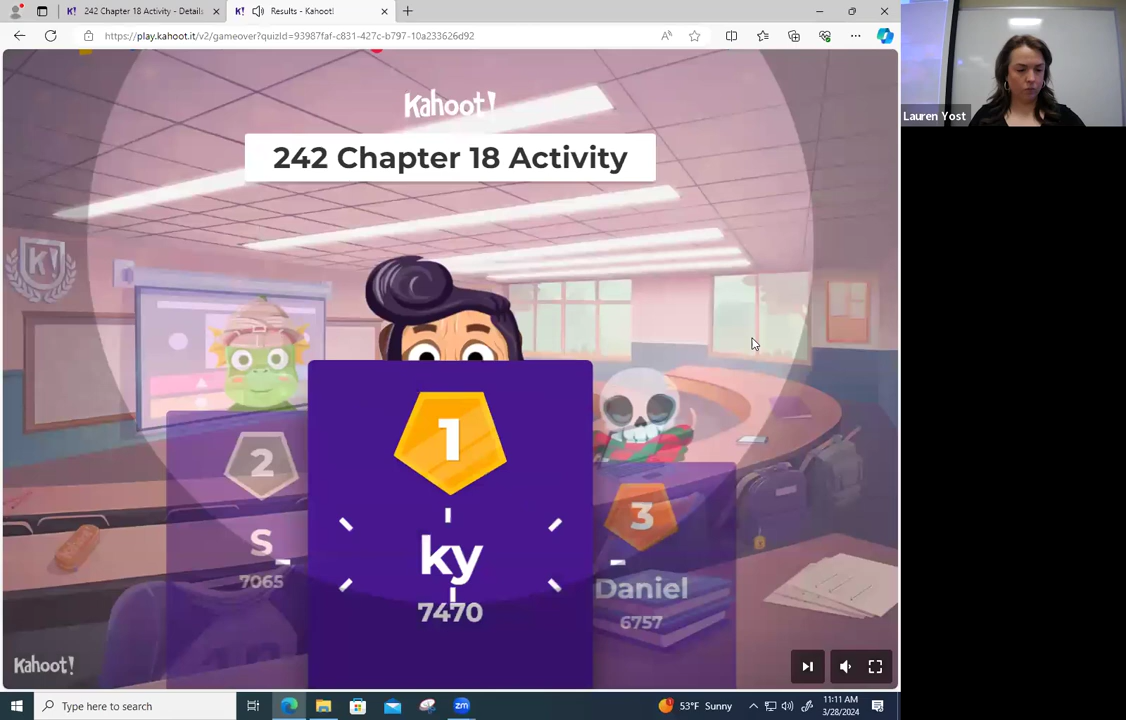 242 Chapter 18 Activity - Details
Results - Kahoot!
https://play.kahoot.it/v2/gameover?quizId=93987faf-c831-427c-b797-10a233626d92
Lauren Yost
Kahoot!
242 Chapter 18 Activity
K!
1
2
3
S
ky
Daniel
7065
7470
6757
Kahoot!
Type here to search
zm
53°F Sunny
11:11 AM
3/28/2024